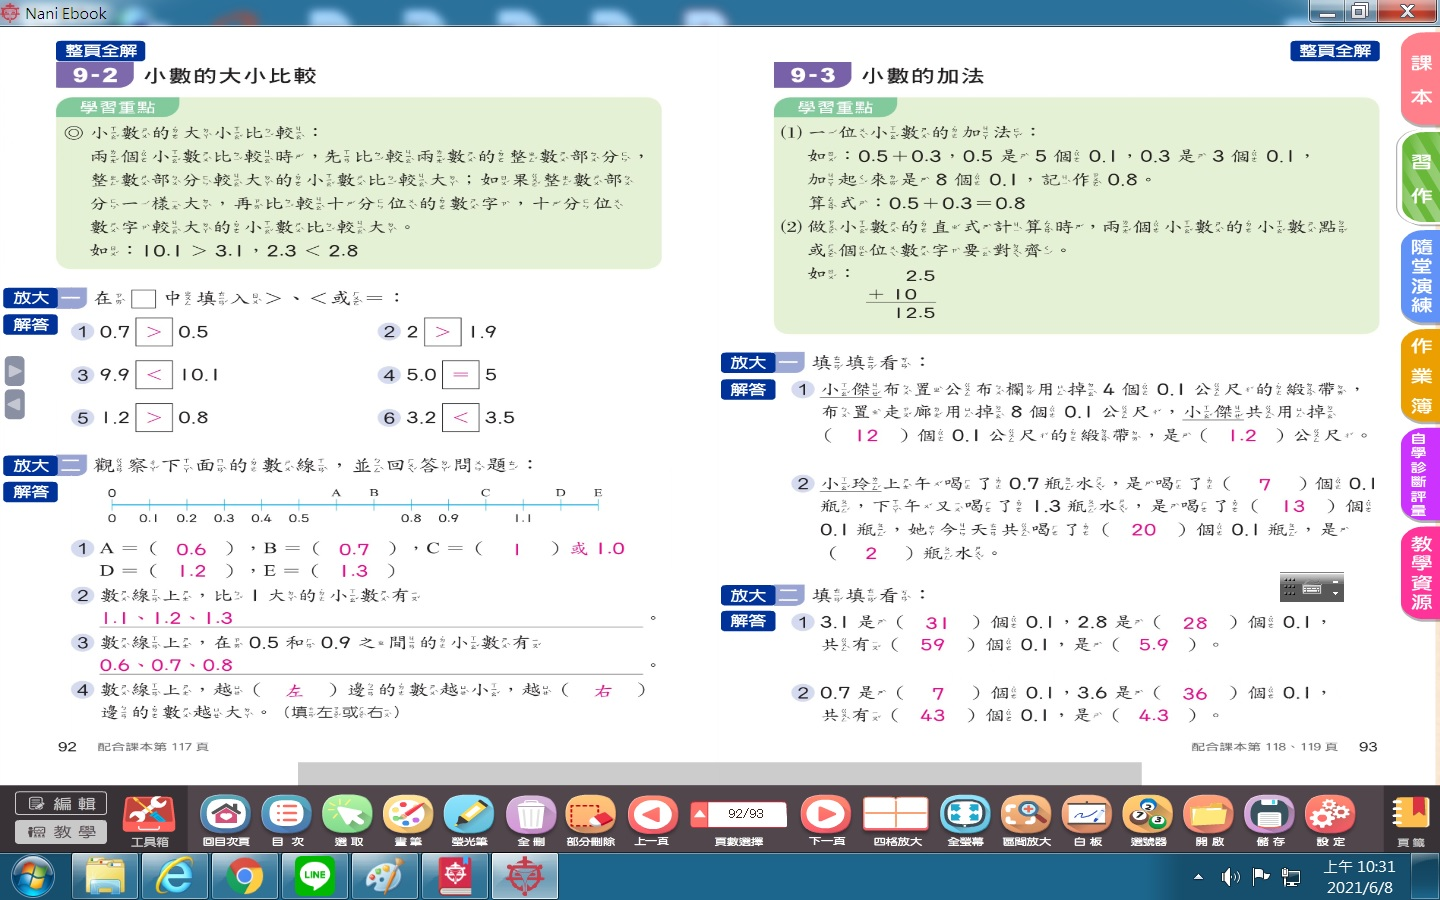 Nani Ebook
整頁全解
9-2 小數的大小比較
學習重點
◎ 小數的大小比較：
兩個小數比較時，先比較兩數的整數部分，
整數部分較大的小數比較大；如果整數部
分一樣大，再比較十分位的數字，十分位
數字較大的小數比較大。
如：10.1 > 3.1，2.3 < 2.8
放大 一 在□中填入>、<或=：
解答
1 0.7 > 0.5
2 2 > 1.9
3 9.9 < 10.1
4 5.0 = 5
5 1.2 > 0.8
6 3.2 < 3.5
放大 二 觀察下面的數線，並回答問題：
解答
0 A B C D E
0 0.1 0.2 0.3 0.4 0.5 0.8 0.9 1.1
1 A =（ 0.6 ），B =（ 0.7 ），C =（ 1 ）或 1.0
D =（ 1.2 ），E =（ 1.3 ）
2 數線上，比 1 大的小數有
1.1、1.2、1.3 。
3 數線上，在 0.5 和 0.9 之間的小數有
0.6、0.7、0.8 。
4 數線上，越（ 左 ）邊的數越小，越（ 右 ）
邊的數越大。（填左或右）
92 配合課本第 117 頁
整頁全解
9-3 小數的加法
學習重點
(1) 一位小數的加法：
如：0.5＋0.3，0.5 是 5 個 0.1，0.3 是 3 個 0.1，
加起來是 8 個 0.1，記作 0.8。
算式：0.5＋0.3＝0.8
(2) 做小數的直式計算時，兩個小數的小數點
或個位數字要對齊。
如： 2.5
＋ 10
12.5
放大 一 填填看：
解答
1 小傑布置公布欄用掉 4 個 0.1 公尺的緞帶，
布置走廊用掉 8 個 0.1 公尺，小傑共用掉
（ 12 ）個 0.1 公尺的緞帶，是（ 1.2 ）公尺。
2 小玲上午喝了 0.7 瓶水，是喝了（ 7 ）個 0.1
瓶，下午又喝了 1.3 瓶水，是喝了（ 13 ）個
0.1 瓶，她今天共喝了（ 20 ）個 0.1 瓶，是
（ 2 ）瓶水。
放大 二 填填看：
解答
1 3.1 是（ 31 ）個 0.1，2.8 是（ 28 ）個 0.1，
共有（ 59 ）個 0.1，是（ 5.9 ）。
2 0.7 是（ 7 ）個 0.1，3.6 是（ 36 ）個 0.1，
共有（ 43 ）個 0.1，是（ 4.3 ）。
配合課本第 118、119 頁 93
課本
習作
隨堂演練
作業簿
自學診斷評量
教學資源
編輯
教學
工具箱 回目次頁 目次 選取 畫筆 螢光筆 全刪 部分刪除 上一頁 頁數選擇 下一頁 四格放大 全螢幕 區間放大 白板 選號器 開啟 儲存 設定 頁籤
92/93
LINE
上午 10:31
2021/6/8